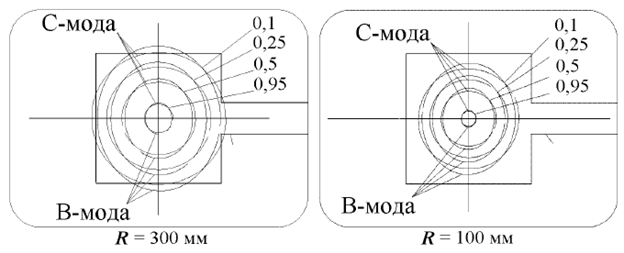 С-мода
0,1
0,25
0,5
0,95
В-мода
R = 300 мм
С-мода
0,1
0,25
0,5
0,95
В-мода
R = 100 мм